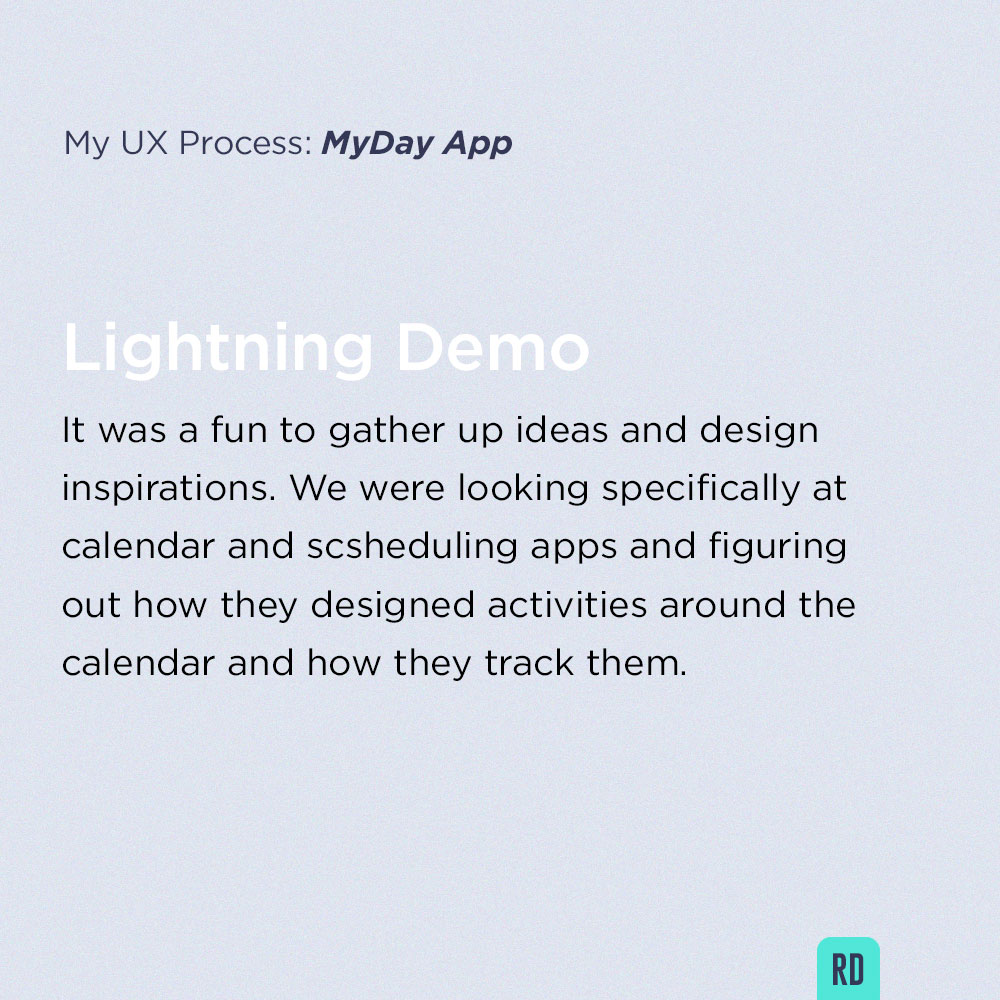 My UX Process: MyDay App
Lightning Demo
It was a fun to gather up ideas and design
inspirations. We were looking specifically at
calendar and scsheduling apps and figuring
out how they designed activities around the
calendar and how they track them.
RD